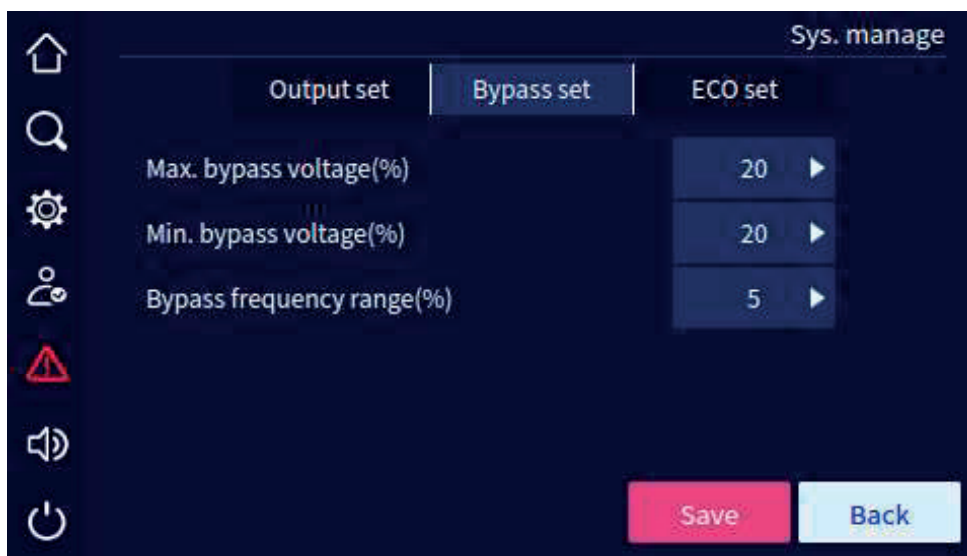 Sys. manage
Output set Bypass set ECO set
Max. bypass voltage(%) 20
Min. bypass voltage(%) 20
Bypass frequency range(%) 5
Save Back